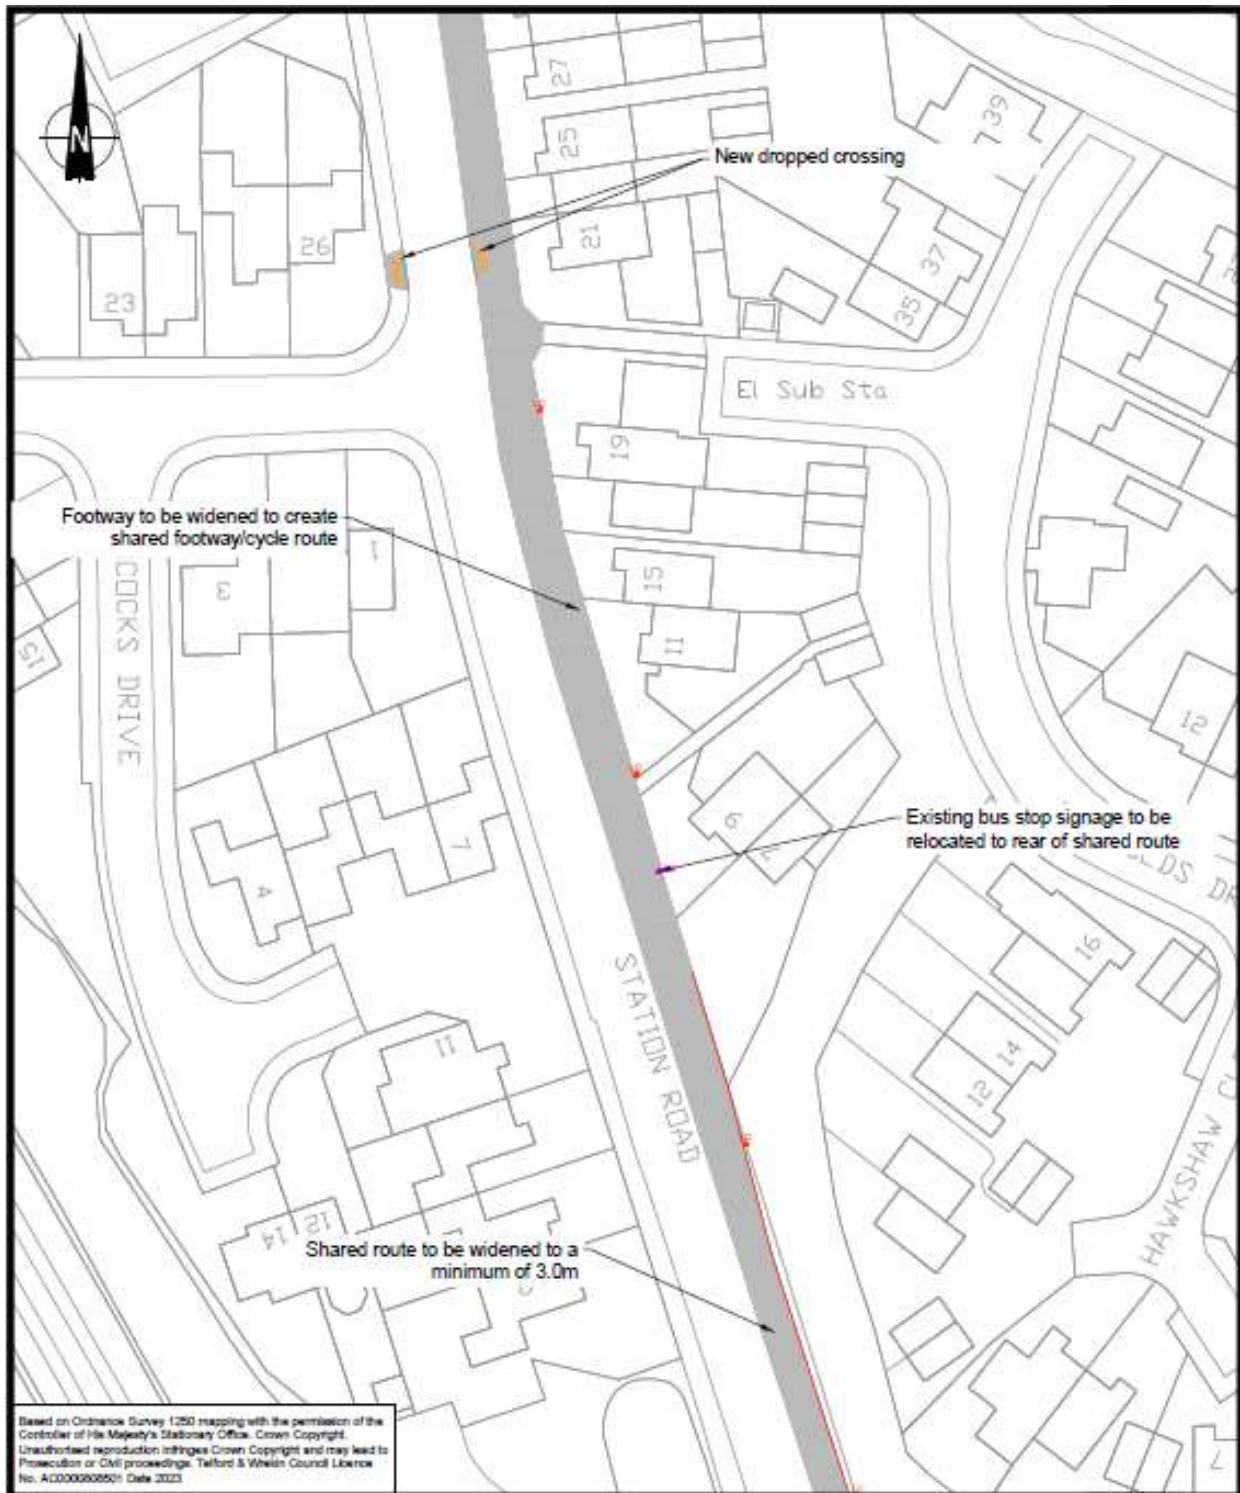 N
27
39
25
New dropped crossing
21
26
37
23
35
El Sub Sta
19
Footway to be widened to create
shared footway/cycle route
1
15
3
COCKS DRIVE
11
15
12
6
7
Existing bus stop signage to be
relocated to rear of shared route
7
4
16
STATION ROAD
11
14
12
HAWKSHAW
12
14
Shared route to be widened to a
minimum of 3.0m
7
Based on Ordnance Survey 1250 mapping with the permission of the
Controller of His Majesty's Stationary Office. Crown Copyright.
Unauthorised reproduction infringes Crown Copyright and may lead to
Prosecution or Civil proceedings. Telford & Wrekin Council Licence
Date 2023